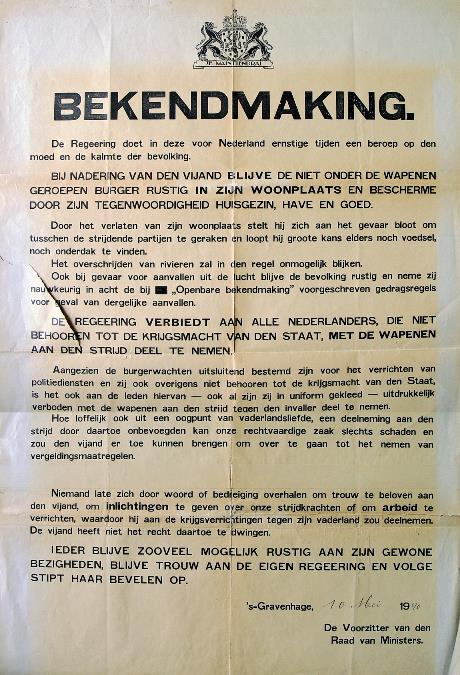 JE MAINTIENDRAI
BEKENDMAKING.
De Regeering doet in deze voor Nederland ernstige tijden een beroep op den
moed en de kalmte der bevolking.
BIJ NADERING VAN DEN VIJAND BLIJVE DE NIET ONDER DE WAPENEN
GEROEPEN BURGER RUSTIG IN ZIJN WOONPLAATS EN BESCHERME
DOOR ZIJN TEGENWOORDIGHEID HUISGEZIN, HAVE EN GOED.
Door het verlaten van zijn woonplaats stelt hij zich aan het gevaar bloot om
tusschen de strijdende partijen te geraken en loopt hij groote kans elders noch voedsel,
noch onderdak te vinden.
Het overschrijden van rivieren zal in den regel onmogelijk blijken.
Ook bij gevaar voor aanvallen uit de lucht blijve de bevolking rustig en neme zij
nauwkeurig in acht de bij „Openbare bekendmaking" voorgeschreven gedragsregels
voor geval van dergelijke aanvallen.
DE REGEERING VERBIEDT AAN ALLE NEDERLANDERS, DIE NIET
BEHOOREN TOT DE KRIJGSMACHT VAN DEN STAAT, MET DE WAPENEN
AAN DEN STRIJD DEEL TE NEMEN.
Aangezien de burgerwachten uitsluitend bestemd zijn voor het verrichten van
politiediensten en zij ook overigens niet behooren tot de krijgsmacht van den Staat,
is het ook aan de leden hiervan — ook al zijn zij in uniform gekleed — uitdrukkelijk
verboden met de wapenen aan den strijd tegen den invaller deel te nemen.
Hoe loffelijk ook uit een oogpunt van vaderlandsliefde, een deelneming aan den
strijd door daartoe onbevoegden kan onze rechtvaardige zaak slechts schaden en
zou den vijand er toe kunnen brengen om over te gaan tot het nemen van
vergeldingsmaatregelen.
Niemand late zich door woord of bedreiging overhalen om trouw te beloven aan
den vijand, om inlichtingen te geven over onze strijdkrachten of om arbeid te
verrichten, waardoor hij aan de krijgsverrichtingen tegen zijn vaderland zou deelnemen.
De vijand heeft niet het recht daartoe te dwingen.
IEDER BLIJVE ZOOVEEL MOGELIJK RUSTIG AAN ZIJN GEWONE
BEZIGHEDEN, BLIJVE TROUW AAN DE EIGEN REGEERING EN VOLGE
STIPT HAAR BEVELEN OP.
's-Gravenhage, 10 Mei 1940
De Voorzitter van den
Raad van Ministers.